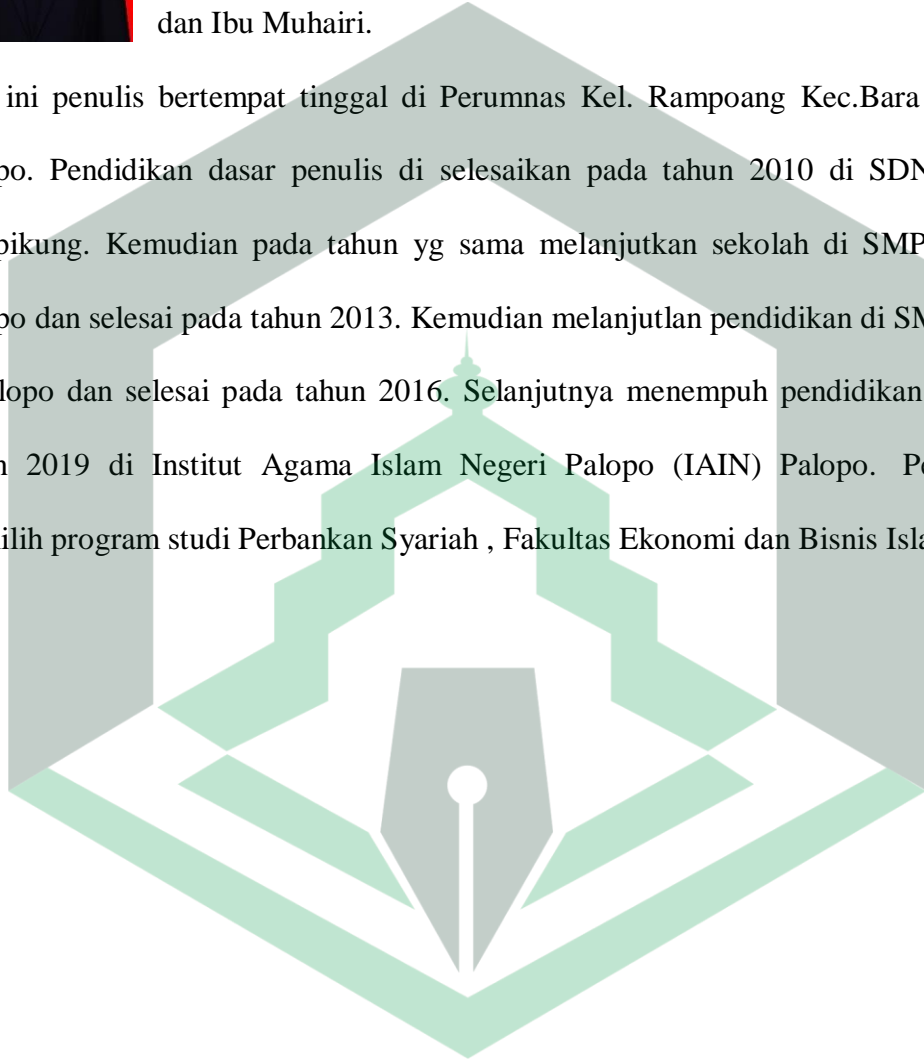 dan Ibu Muhairi.
ini penulis bertempat tinggal di Perumnas Kel. Rampoang Kec.Bara
po. Pendidikan dasar penulis di selesaikan pada tahun 2010 di SDN
pikung. Kemudian pada tahun yg sama melanjutkan sekolah di SMP
po dan selesai pada tahun 2013. Kemudian melanjutlan pendidikan di SM
lopo dan selesai pada tahun 2016. Selanjutnya menempuh pendidikan
n 2019 di Institut Agama Islam Negeri Palopo (IAIN) Palopo. Pe
ilih program studi Perbankan Syariah , Fakultas Ekonomi dan Bisnis Isla